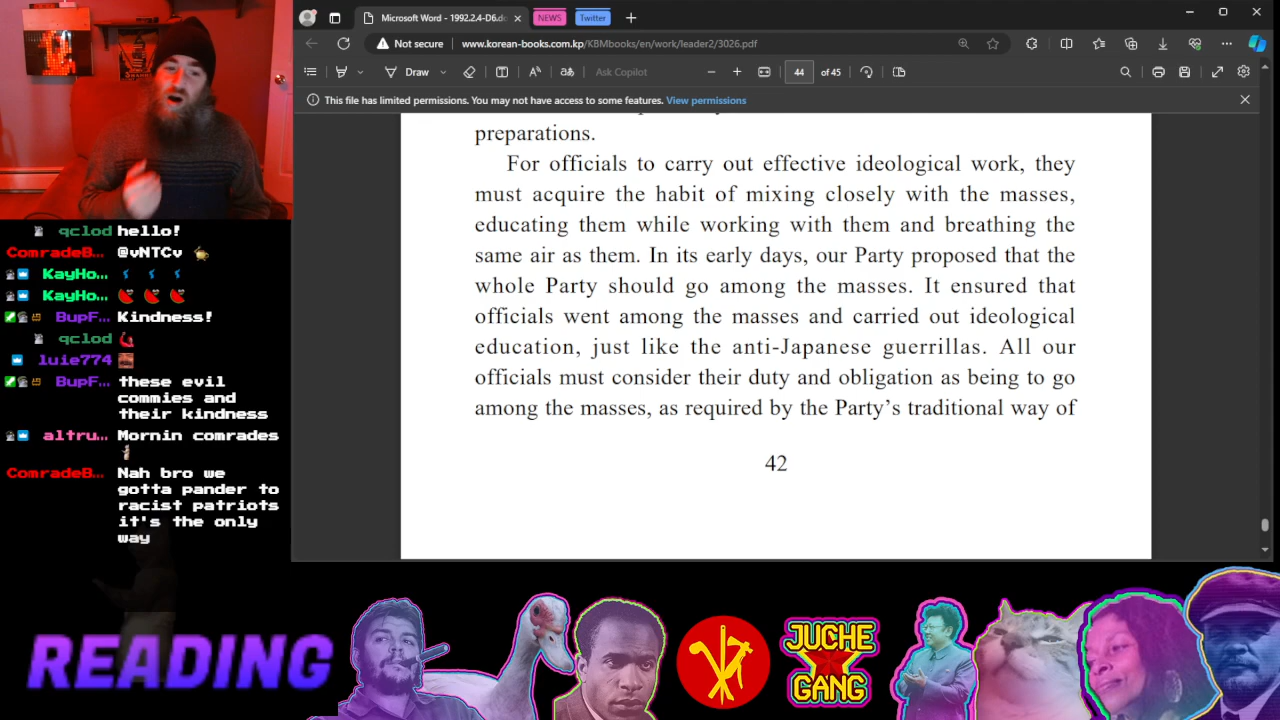 Microsoft Word - 1992.2.4-D6.do
NEWS
Twitter
Not secure
www.korean-books.com.kp/KBMbooks/en/work/leader2/3026.pdf
Draw
Ask Copilot
44 of 45
This file has limited permissions. You may not have access to some features. View permissions
preparations.
For officials to carry out effective ideological work, they
must acquire the habit of mixing closely with the masses,
educating them while working with them and breathing the
same air as them. In its early days, our Party proposed that the
whole Party should go among the masses. It ensured that
officials went among the masses and carried out ideological
education, just like the anti-Japanese guerrillas. All our
officials must consider their duty and obligation as being to go
among the masses, as required by the Party's traditional way of
42
qclod hello!
ComradeB... @vNTCv
KayHo...
KayHo...
BupF... Kindness!
qclod
luie774
BupF... these evil
commies and
their kindness
altru... Mornin comrades
ComradeB... Nah bro we
gotta pander to
racist patriots
it's the only
way
READING
JUCHE
GANG